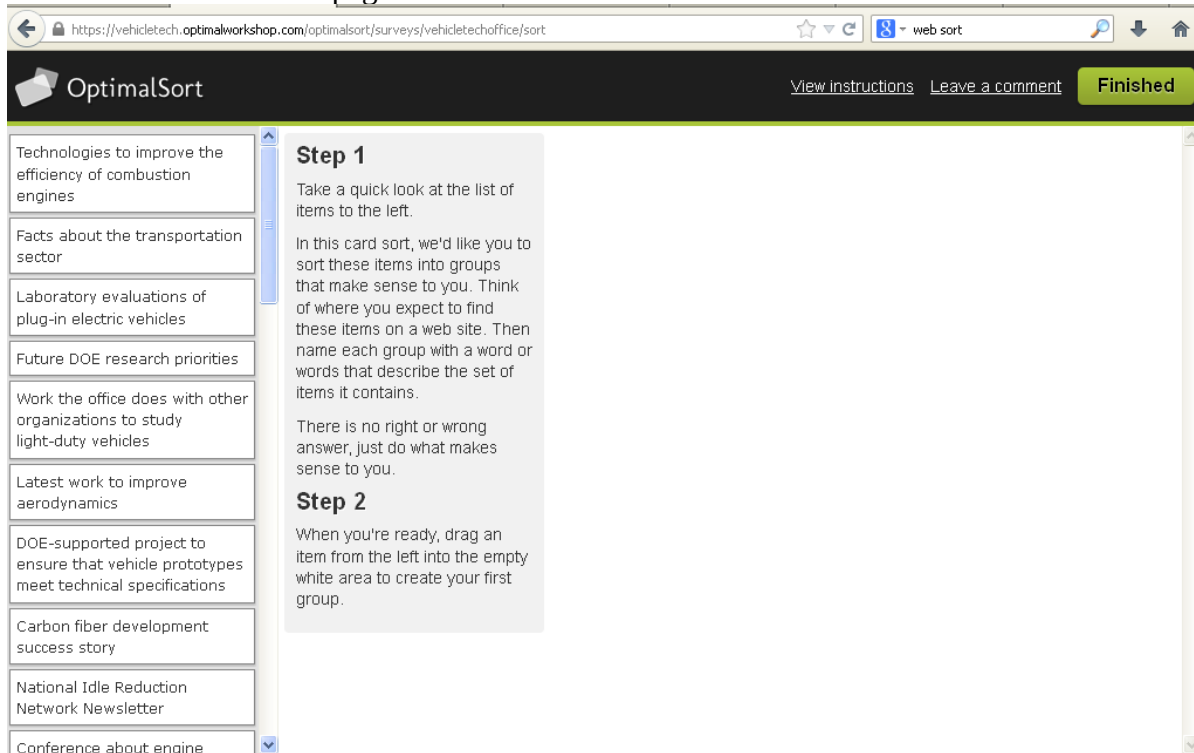 https://vehicletech.optimalworkshop.com/optimalsort/surveys/vehicletechoffice/sort
8
web sort
OptimalSort
View instructions
Leave a comment
Finished
Technologies to improve the
efficiency of combustion
engines
Facts about the transportation
sector
Laboratory evaluations of
plug-in electric vehicles
Future DOE research priorities
Work the office does with other
organizations to study
light-duty vehicles
Latest work to improve
aerodynamics
DOE-supported project to
ensure that vehicle prototypes
meet technical specifications
Carbon fiber development
success story
National Idle Reduction
Network Newsletter
Conference about engine
Step 1
Take a quick look at the list of
items to the left.
In this card sort, we'd like you to
sort these items into groups
that make sense to you. Think
of where you expect to find
these items on a web site. Then
name each group with a word or
words that describe the set of
items it contains.
There is no right or wrong
answer, just do what makes
sense to you.
Step 2
When you're ready, drag an
item from the left into the empty
white area to create your first
group.